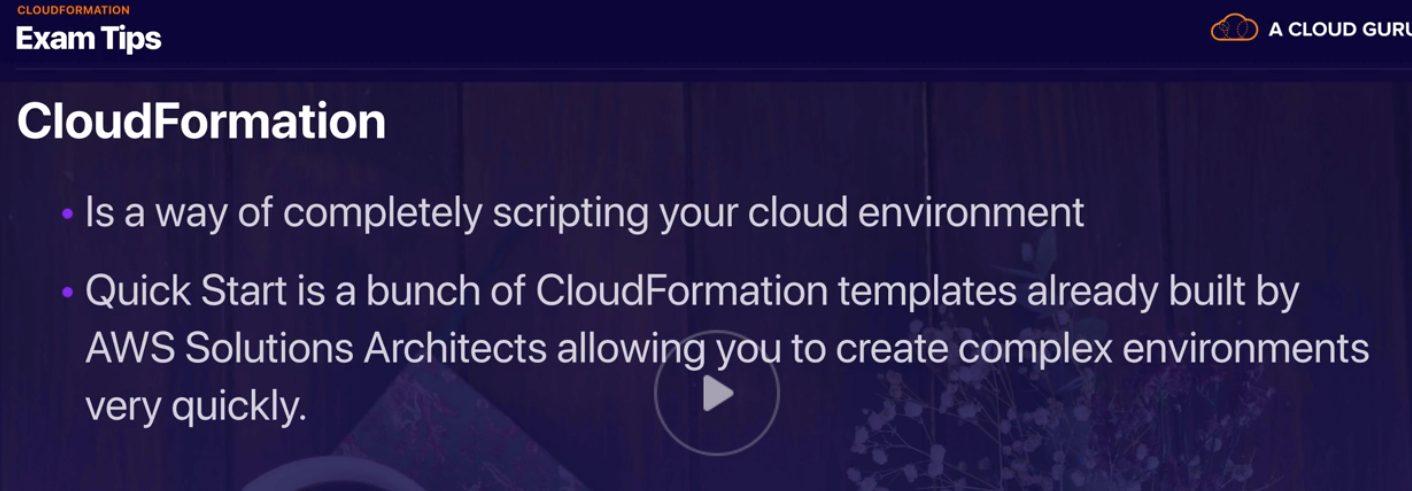 CLOUDFORMATION
Exam Tips
A CLOUD GURU
CloudFormation
• Is a way of completely scripting your cloud environment
• Quick Start is a bunch of CloudFormation templates already built by
AWS Solutions Architects allowing you to create complex environments
very quickly.